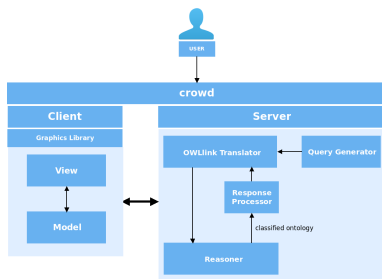 USER
crowd
Client
Server
Graphics Library
View
Model
OWLlink Translator
Query Generator
Response
Processor
classified ontology
Reasoner